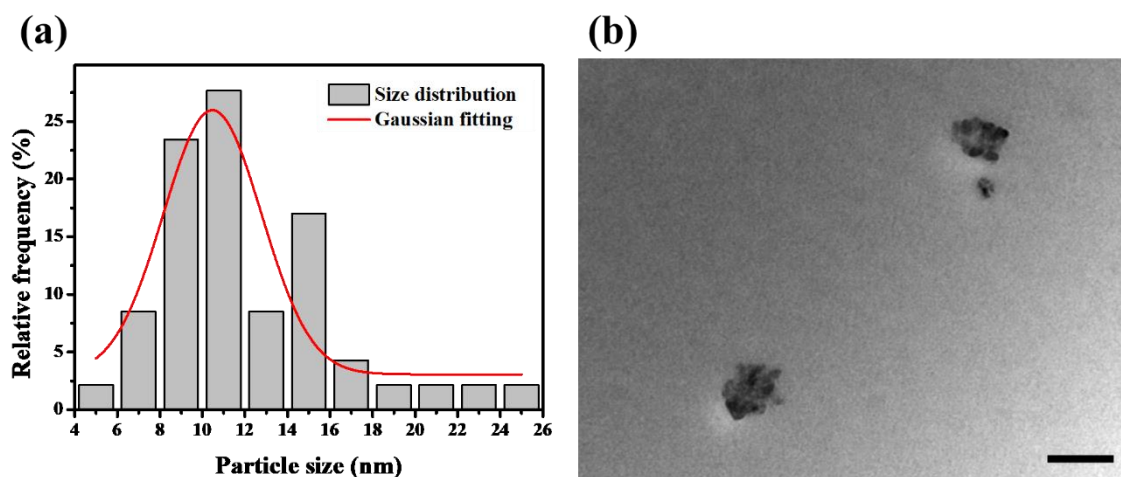 (a)
Size distribution
Gaussian fitting
Relative frequency (%)
25
20
15
10
5
0
4 6 8 10 12 14 16 18 20 22 24 26
Particle size (nm)
(b)